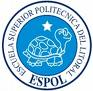 ESCUELA SUPERIOR POLITECNICA DEL LITORAL
ESPOL